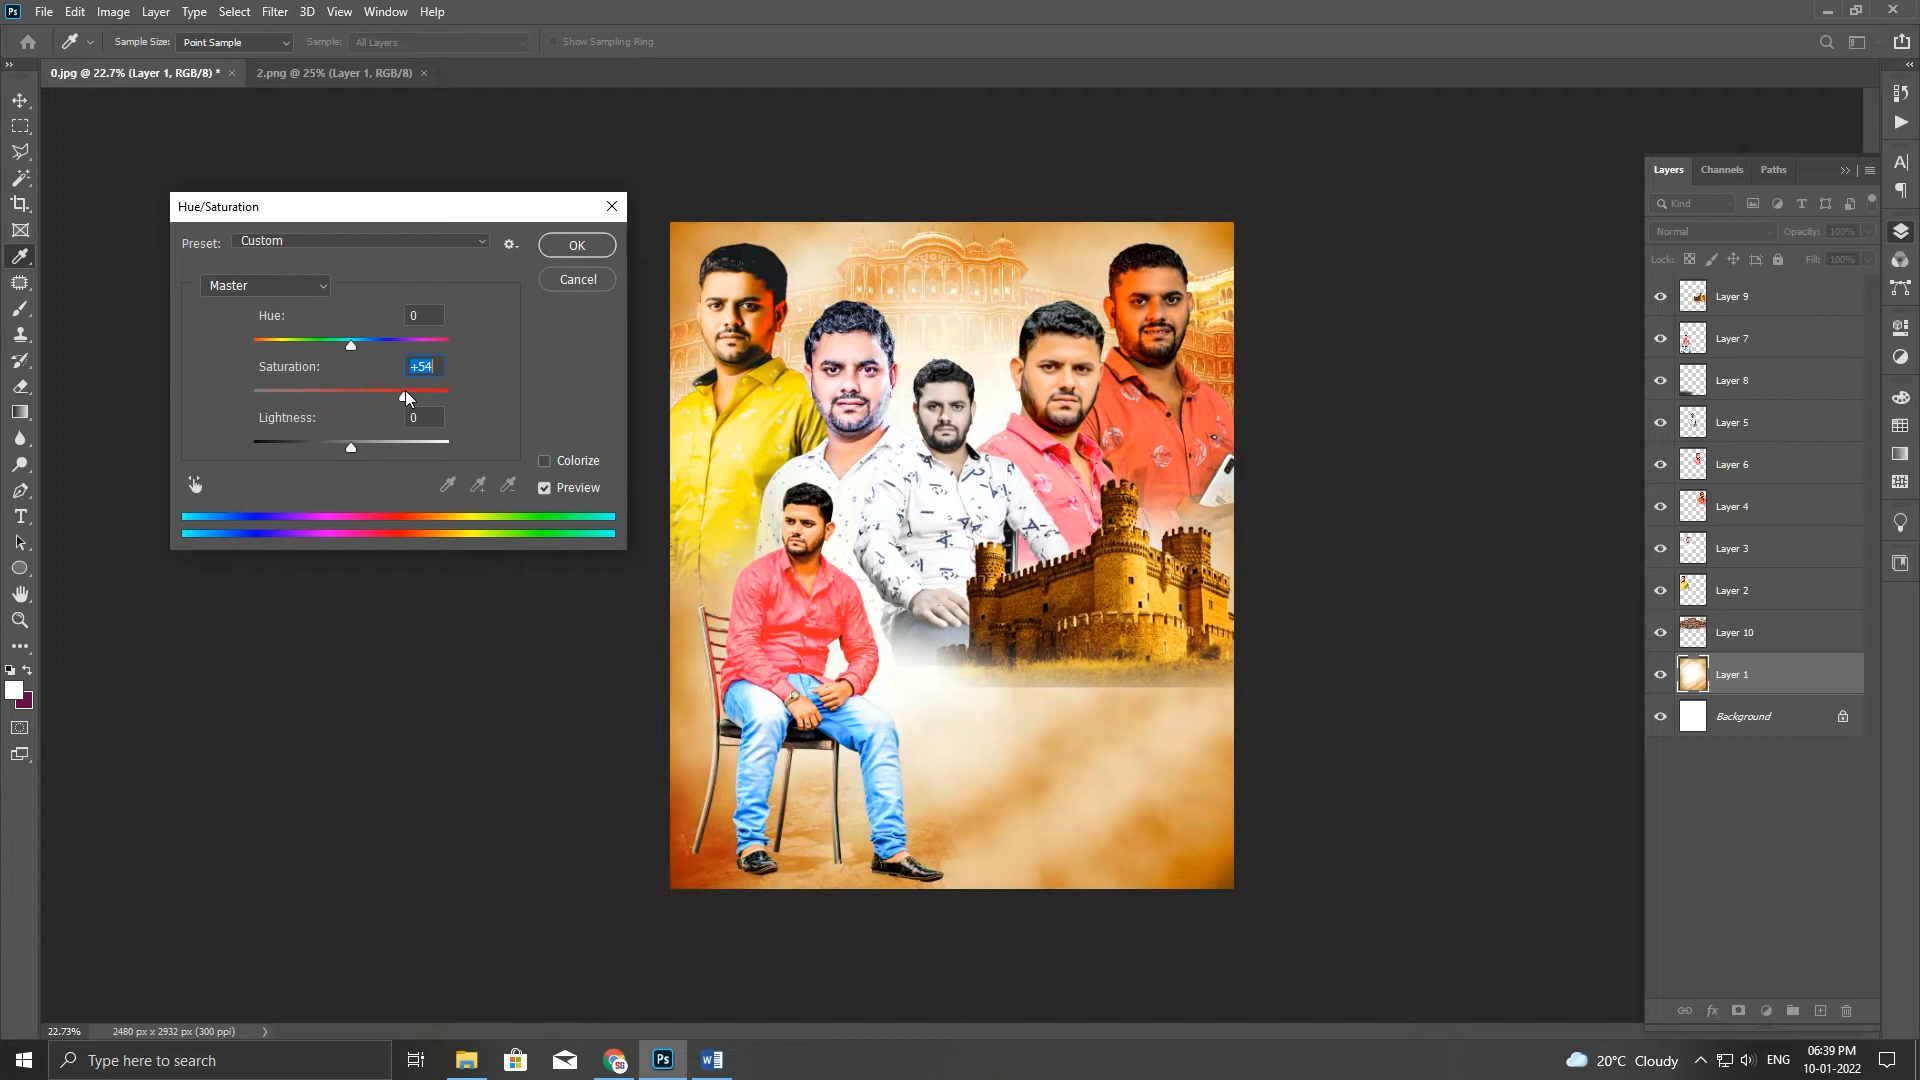 Ps File Edit Image Layer Type Select Filter 3D View Window Help
Sample Size: Point Sample Sample: All Layers Show Sampling Ring
0.jpg @ 22.7% (Layer 1, RGB/8) * × 2.png @ 25% (Layer 1, RGB/8) ×
Hue/Saturation
Preset: Custom
OK
Master
Cancel
Hue: 0
Saturation: +54
Lightness: 0
Colorize
Preview
Layers Channels Paths
Kind
Normal Opacity: 100%
Lock: Fill: 100%
Layer 9
Layer 7
Layer 8
Layer 5
Layer 6
Layer 4
Layer 3
Layer 2
Layer 10
Layer 1
Background
22.73% 2480 px x 2932 px (300 ppi)
Type here to search
20°C Cloudy
ENG
06:39 PM
10-01-2022